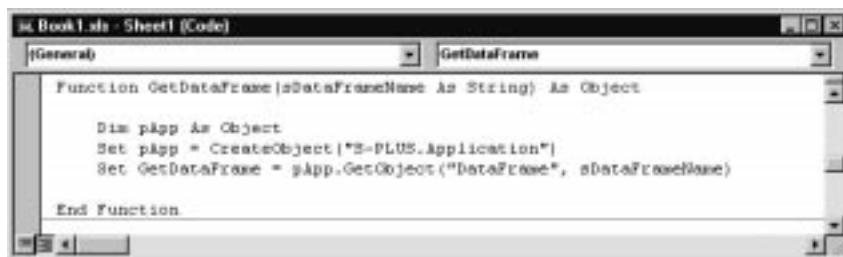 Book1.xls - Sheet1 (Code)
(General) GetDataFrame
Function GetDataFrame(sDataFrameName As String) As Object
Dim pApp As Object
Set pApp = CreateObject("S-PLUS.Application")
Set GetDataFrame = pApp.GetObject("DataFrame", sDataFrameName)
End Function